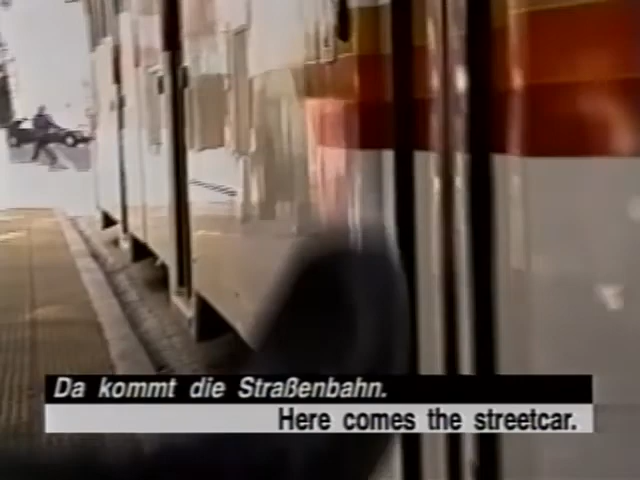 Da kommt die Straßenbahn.
Here comes the streetcar.